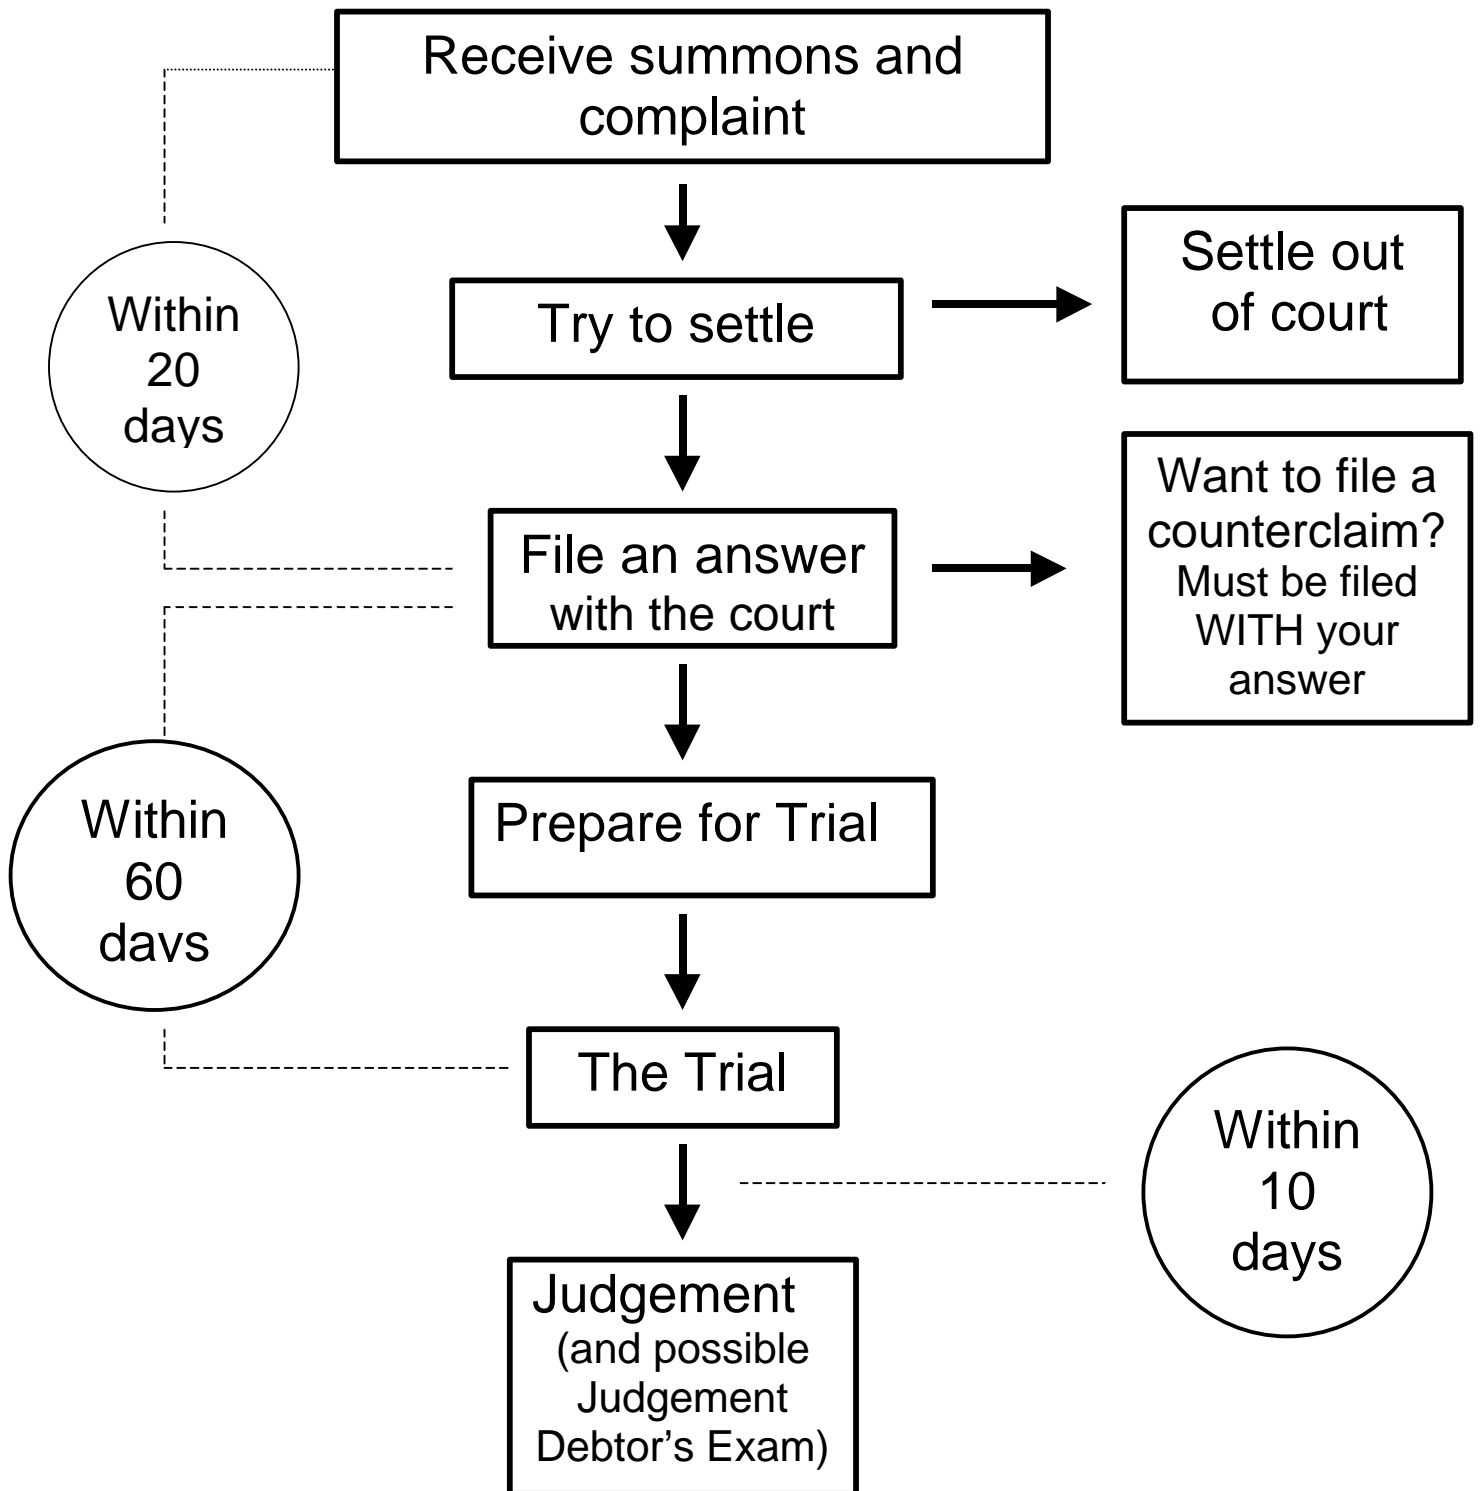 Receive summons and
complaint
Try to settle
Settle out
of court
Within
20
days
File an answer
with the court
Want to file a
counterclaim?
Must be filed
WITH your
answer
Prepare for Trial
Within
60
days
The Trial
Within
10
days
Judgement
(and possible
Judgement
Debtor’s Exam)